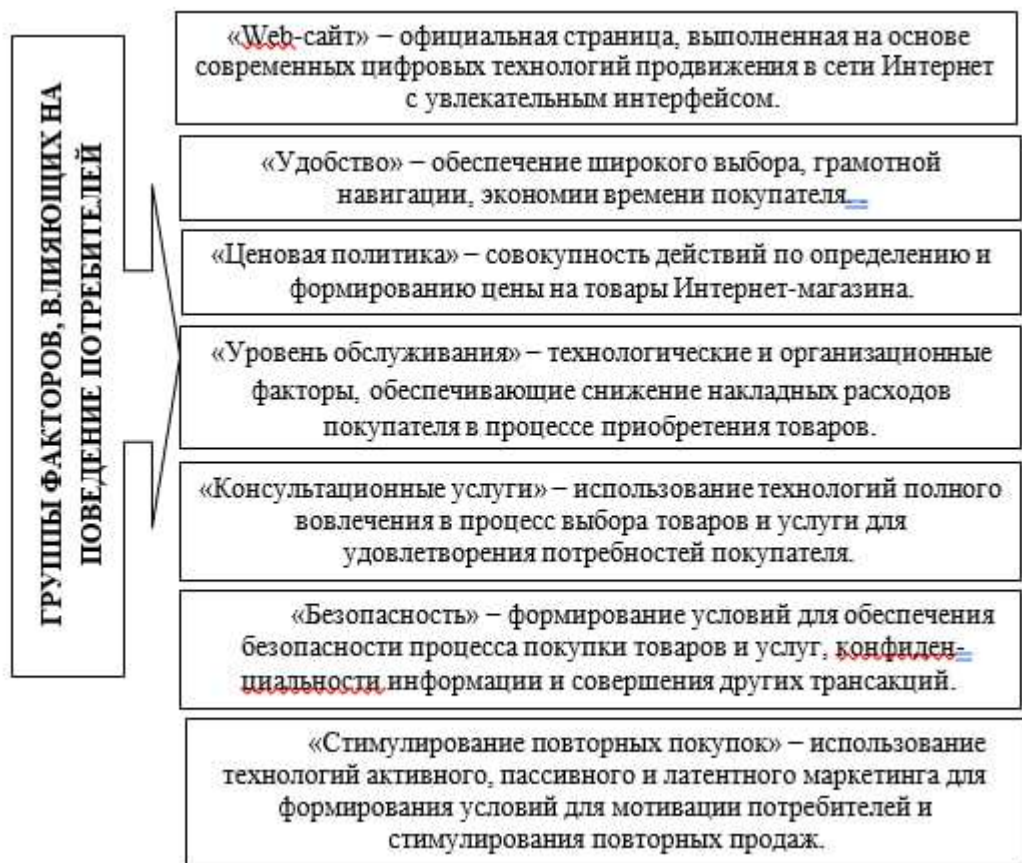 ГРУППЫ ФАКТОРОВ, ВЛИЯЮЩИХ НА
ПОВЕДЕНИЕ ПОТРЕБИТЕЛЕЙ
«Web-сайт» – официальная страница, выполненная на основе
современных цифровых технологий продвижения в сети Интернет
с увлекательным интерфейсом.
«Удобство» – обеспечение широкого выбора, грамотной
навигации, экономии времени покупателя.
«Ценовая политика» – совокупность действий по определению и
формированию цены на товары Интернет-магазина.
«Уровень обслуживания» – технологические и организационные
факторы, обеспечивающие снижение накладных расходов
покупателя в процессе приобретения товаров.
«Консультационные услуги» – использование технологий полного
вовлечения в процесс выбора товаров и услуги для
удовлетворения потребностей покупателя.
«Безопасность» – формирование условий для обеспечения
безопасности процесса покупки товаров и услуг, конфиден-
циальности информации и совершения других трансакций.
«Стимулирование повторных покупок» – использование
технологий активного, пассивного и латентного маркетинга для
формирования условий для мотивации потребителей и
стимулирования повторных продаж.